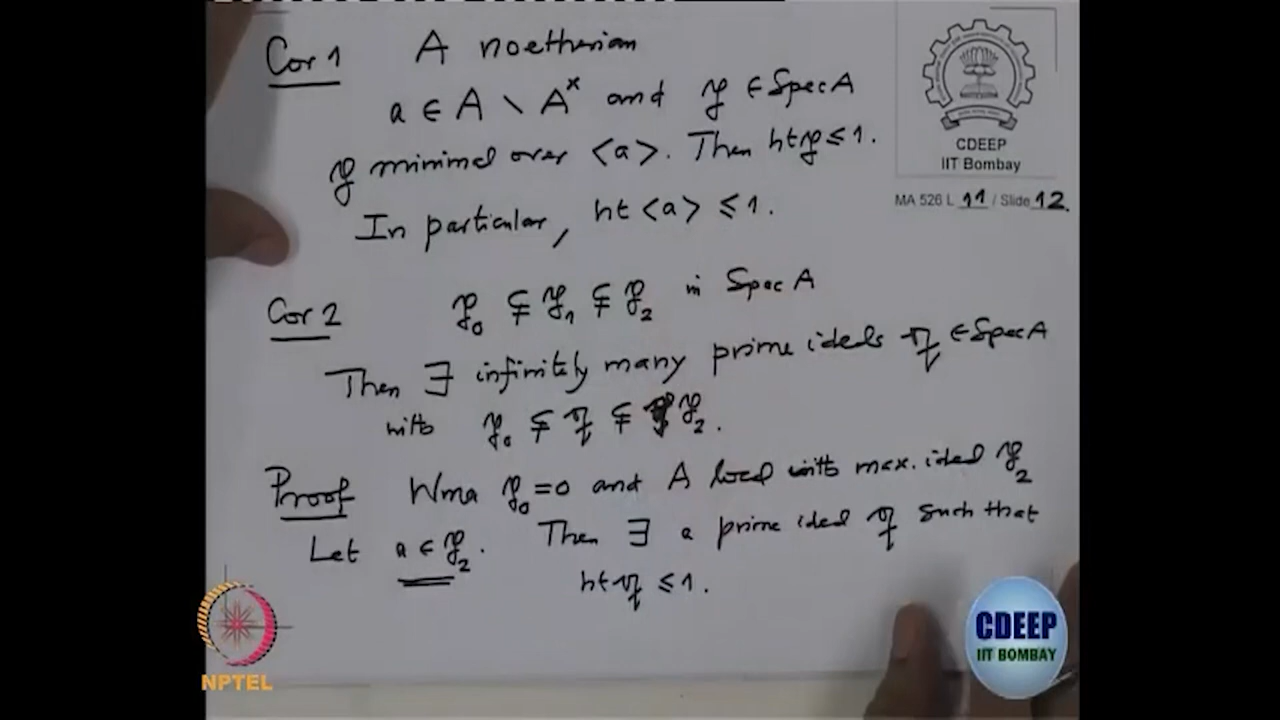 Cor 1 A noetherian
a ∈ A \ A^× and 𝔭 ∈ Spec A
𝔭 minimal over <a>. Then ht 𝔭 ≤ 1.
In particular, ht <a> ≤ 1.
CDEEP
IIT Bombay
MA 526 L 11 / Slide 12
Cor 2 𝔭₀ ⊊ 𝔭₁ ⊊ 𝔭₂ in Spec A
Then ∃ infinitely many prime ideals 𝔮 ∈ Spec A
with 𝔭₀ ⊊ 𝔮 ⊊ 𝔭₂.
Proof Wma 𝔭₀ = 0 and A local with max. ideal 𝔭₂
Let a ∈ 𝔭₂. Then ∃ a prime ideal 𝔮 such that
ht 𝔮 ≤ 1.
NPTEL
CDEEP
IIT BOMBAY